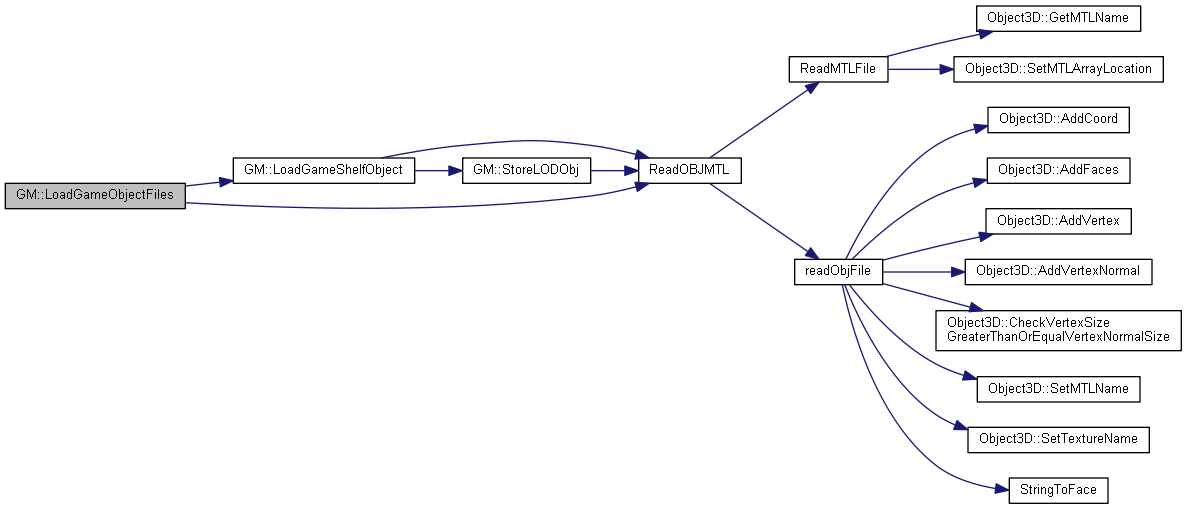 Object3D::GetMTLName
ReadMTLFile
Object3D::SetMTLArrayLocation
Object3D::AddCoord
GM::LoadGameShelfObject
GM::StoreLODObj
ReadOBJMTL
Object3D::AddFaces
GM::LoadGameObjectFiles
Object3D::AddVertex
readObjFile
Object3D::AddVertexNormal
Object3D::CheckVertexSize
GreaterThanOrEqualVertexNormalSize
Object3D::SetMTLName
Object3D::SetTextureName
StringToFace